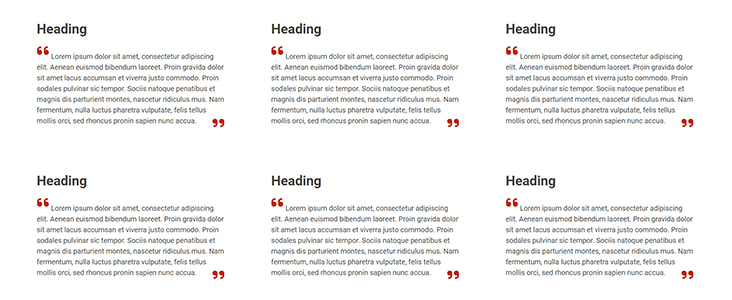 Heading
“ Lorem ipsum dolor sit amet, consectetur adipiscing
elit. Aenean euismod bibendum laoreet. Proin gravida dolor
sit amet lacus accumsan et viverra justo commodo. Proin
sodales pulvinar sic tempor. Sociis natoque penatibus et
magnis dis parturient montes, nascetur ridiculus mus. Nam
fermentum, nulla luctus pharetra vulputate, felis tellus
mollis orci, sed rhoncus pronin sapien nunc accua. ”
Heading
“ Lorem ipsum dolor sit amet, consectetur adipiscing
elit. Aenean euismod bibendum laoreet. Proin gravida dolor
sit amet lacus accumsan et viverra justo commodo. Proin
sodales pulvinar sic tempor. Sociis natoque penatibus et
magnis dis parturient montes, nascetur ridiculus mus. Nam
fermentum, nulla luctus pharetra vulputate, felis tellus
mollis orci, sed rhoncus pronin sapien nunc accua. ”
Heading
“ Lorem ipsum dolor sit amet, consectetur adipiscing
elit. Aenean euismod bibendum laoreet. Proin gravida dolor
sit amet lacus accumsan et viverra justo commodo. Proin
sodales pulvinar sic tempor. Sociis natoque penatibus et
magnis dis parturient montes, nascetur ridiculus mus. Nam
fermentum, nulla luctus pharetra vulputate, felis tellus
mollis orci, sed rhoncus pronin sapien nunc accua. ”
Heading
“ Lorem ipsum dolor sit amet, consectetur adipiscing
elit. Aenean euismod bibendum laoreet. Proin gravida dolor
sit amet lacus accumsan et viverra justo commodo. Proin
sodales pulvinar sic tempor. Sociis natoque penatibus et
magnis dis parturient montes, nascetur ridiculus mus. Nam
fermentum, nulla luctus pharetra vulputate, felis tellus
mollis orci, sed rhoncus pronin sapien nunc accua. ”
Heading
“ Lorem ipsum dolor sit amet, consectetur adipiscing
elit. Aenean euismod bibendum laoreet. Proin gravida dolor
sit amet lacus accumsan et viverra justo commodo. Proin
sodales pulvinar sic tempor. Sociis natoque penatibus et
magnis dis parturient montes, nascetur ridiculus mus. Nam
fermentum, nulla luctus pharetra vulputate, felis tellus
mollis orci, sed rhoncus pronin sapien nunc accua. ”
Heading
“ Lorem ipsum dolor sit amet, consectetur adipiscing
elit. Aenean euismod bibendum laoreet. Proin gravida dolor
sit amet lacus accumsan et viverra justo commodo. Proin
sodales pulvinar sic tempor. Sociis natoque penatibus et
magnis dis parturient montes, nascetur ridiculus mus. Nam
fermentum, nulla luctus pharetra vulputate, felis tellus
mollis orci, sed rhoncus pronin sapien nunc accua. ”